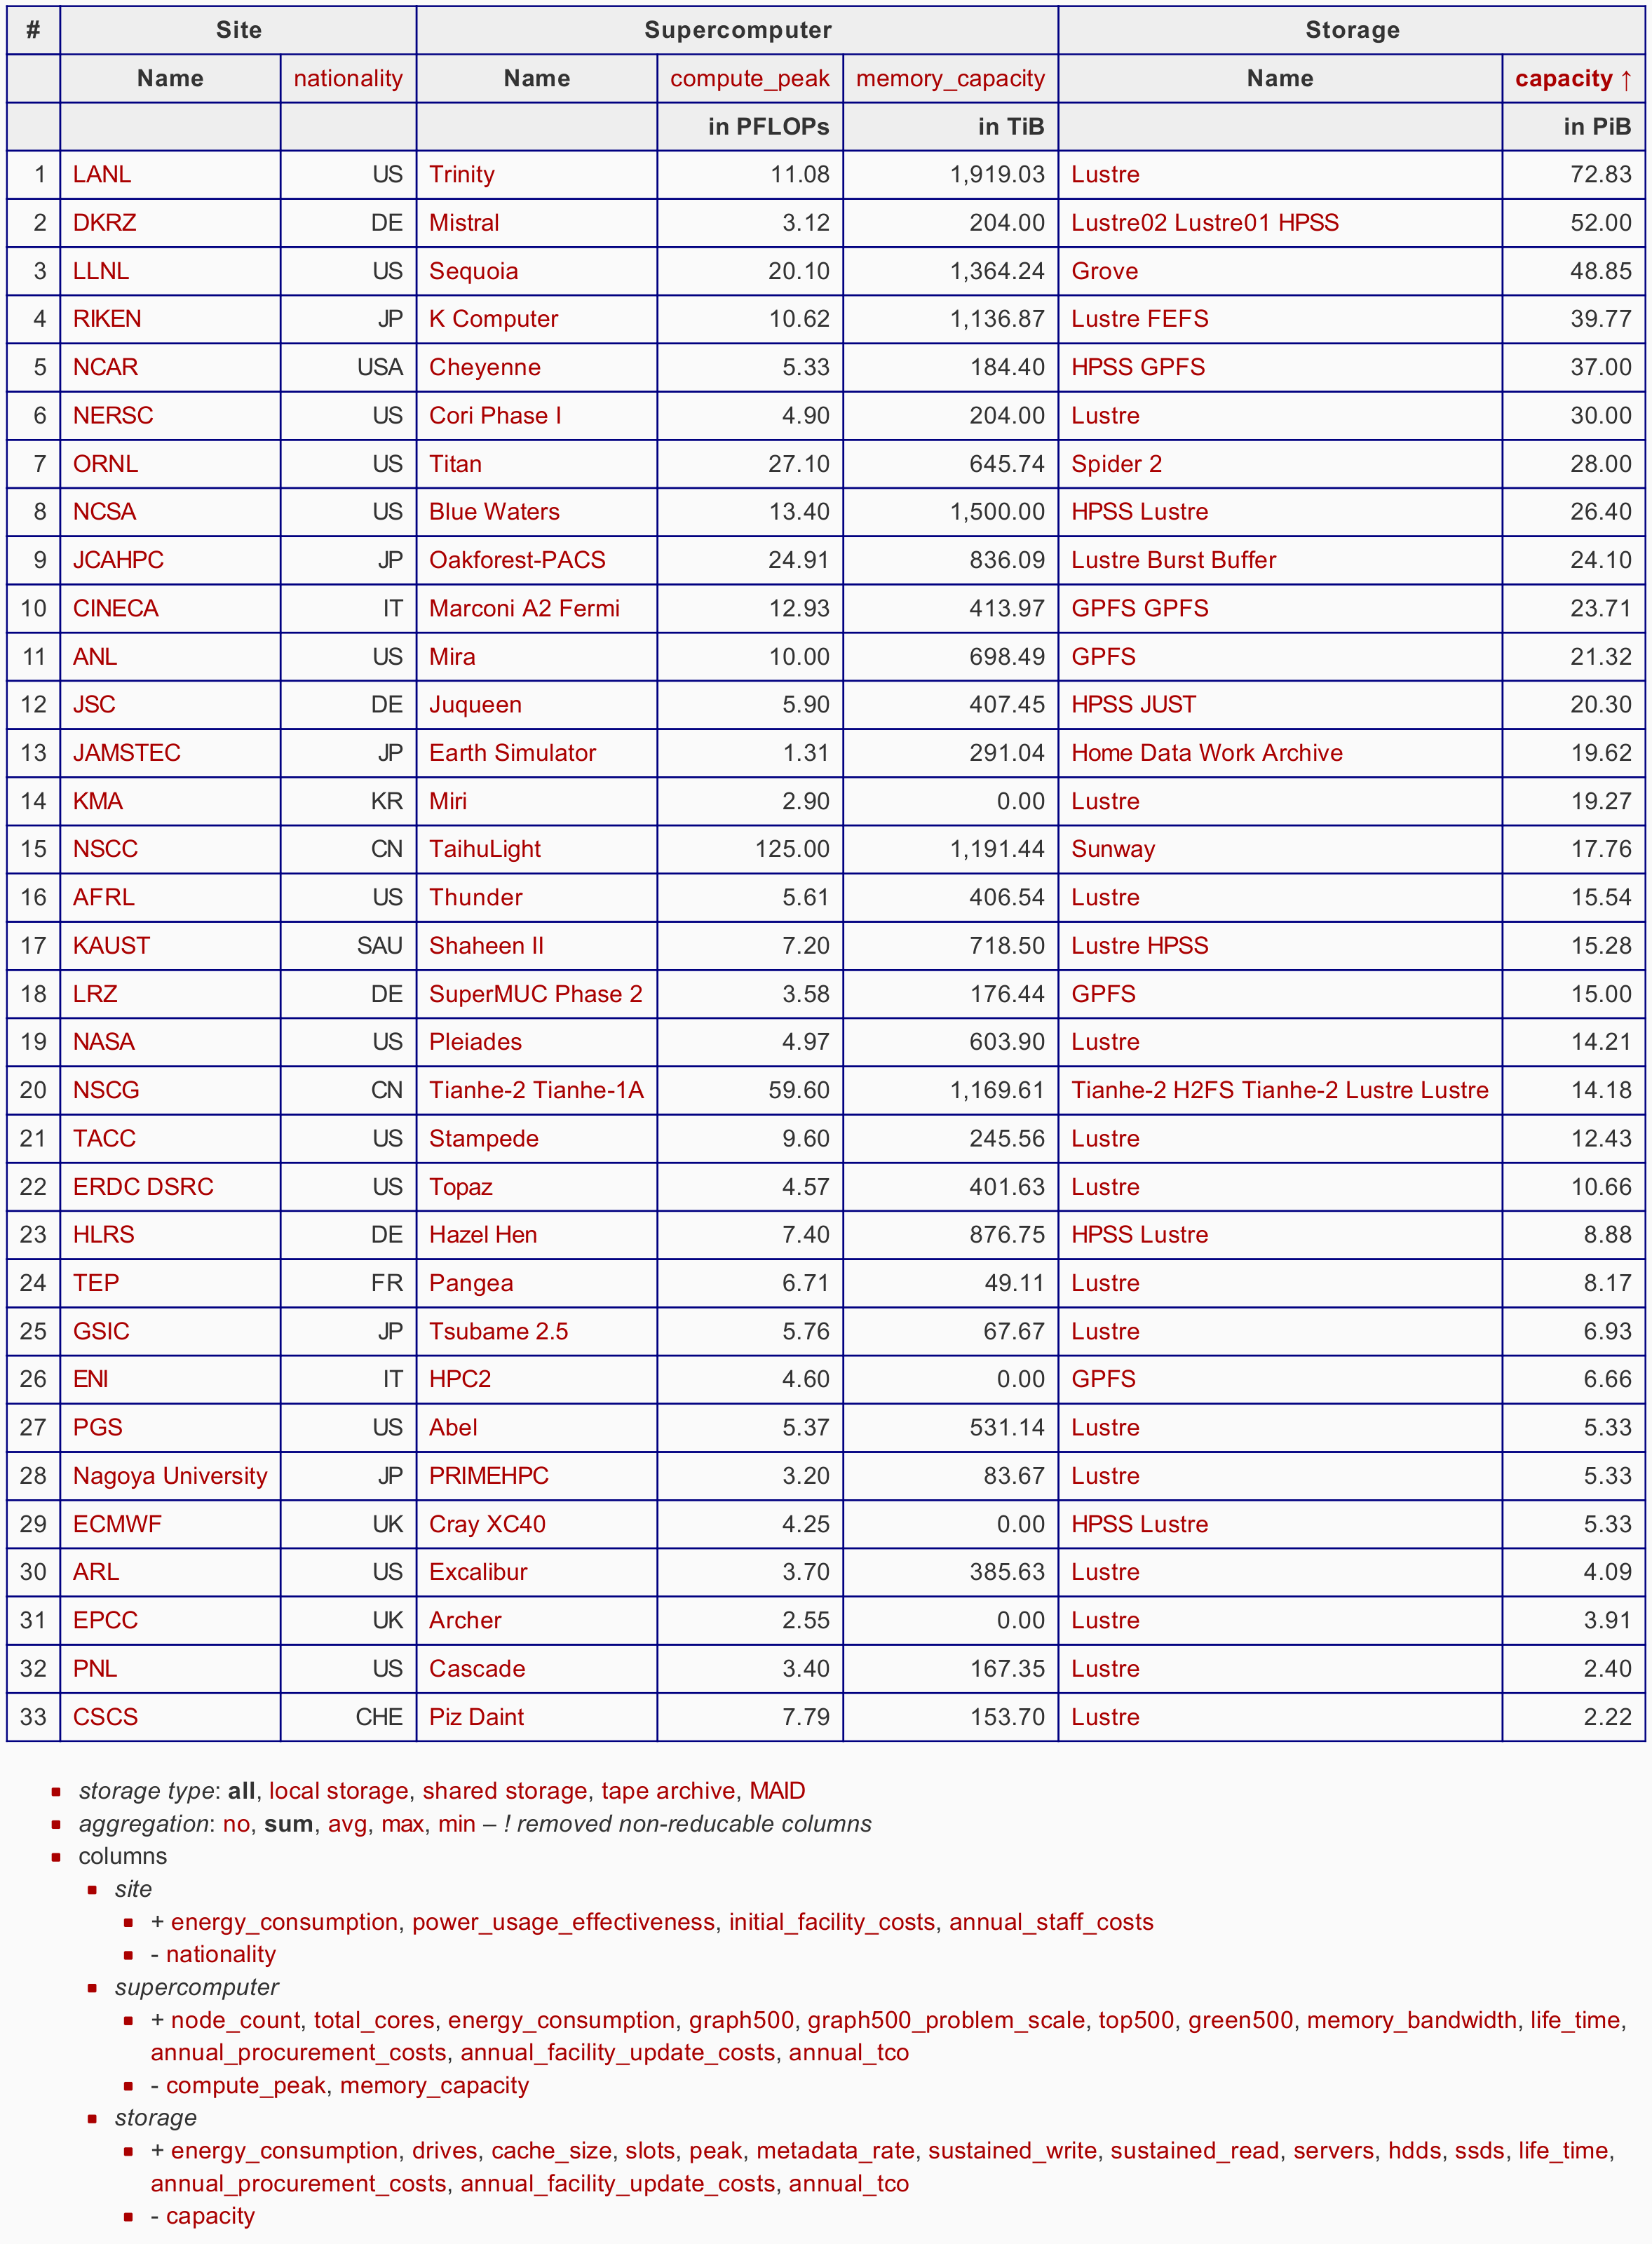 # Site Supercomputer Storage
Name nationality Name compute_peak memory_capacity Name capacity ↑
in PFLOPs in TiB in PiB
1 LANL US Trinity 11.08 1,919.03 Lustre 72.83
2 DKRZ DE Mistral 3.12 204.00 Lustre02 Lustre01 HPSS 52.00
3 LLNL US Sequoia 20.10 1,364.24 Grove 48.85
4 RIKEN JP K Computer 10.62 1,136.87 Lustre FEFS 39.77
5 NCAR USA Cheyenne 5.33 184.40 HPSS GPFS 37.00
6 NERSC US Cori Phase I 4.90 204.00 Lustre 30.00
7 ORNL US Titan 27.10 645.74 Spider 2 28.00
8 NCSA US Blue Waters 13.40 1,500.00 HPSS Lustre 26.40
9 JCAHPC JP Oakforest-PACS 24.91 836.09 Lustre Burst Buffer 24.10
10 CINECA IT Marconi A2 Fermi 12.93 413.97 GPFS GPFS 23.71
11 ANL US Mira 10.00 698.49 GPFS 21.32
12 JSC DE Juqueen 5.90 407.45 HPSS JUST 20.30
13 JAMSTEC JP Earth Simulator 1.31 291.04 Home Data Work Archive 19.62
14 KMA KR Miri 2.90 0.00 Lustre 19.27
15 NSCC CN TaihuLight 125.00 1,191.44 Sunway 17.76
16 AFRL US Thunder 5.61 406.54 Lustre 15.54
17 KAUST SAU Shaheen II 7.20 718.50 Lustre HPSS 15.28
18 LRZ DE SuperMUC Phase 2 3.58 176.44 GPFS 15.00
19 NASA US Pleiades 4.97 603.90 Lustre 14.21
20 NSCG CN Tianhe-2 Tianhe-1A 59.60 1,169.61 Tianhe-2 H2FS Tianhe-2 Lustre Lustre 14.18
21 TACC US Stampede 9.60 245.56 Lustre 12.43
22 ERDC DSRC US Topaz 4.57 401.63 Lustre 10.66
23 HLRS DE Hazel Hen 7.40 876.75 HPSS Lustre 8.88
24 TEP FR Pangea 6.71 49.11 Lustre 8.17
25 GSIC JP Tsubame 2.5 5.76 67.67 Lustre 6.93
26 ENI IT HPC2 4.60 0.00 GPFS 6.66
27 PGS US Abel 5.37 531.14 Lustre 5.33
28 Nagoya University JP PRIMEHPC 3.20 83.67 Lustre 5.33
29 ECMWF UK Cray XC40 4.25 0.00 HPSS Lustre 5.33
30 ARL US Excalibur 3.70 385.63 Lustre 4.09
31 EPCC UK Archer 2.55 0.00 Lustre 3.91
32 PNL US Cascade 3.40 167.35 Lustre 2.40
33 CSCS CHE Piz Daint 7.79 153.70 Lustre 2.22
storage type: all, local storage, shared storage, tape archive, MAID
aggregation: no, sum, avg, max, min – ! removed non-reducable columns
columns
site
+ energy_consumption, power_usage_effectiveness, initial_facility_costs, annual_staff_costs
- nationality
supercomputer
+ node_count, total_cores, energy_consumption, graph500, graph500_problem_scale, top500, green500, memory_bandwidth, life_time,
annual_procurement_costs, annual_facility_update_costs, annual_tco
- compute_peak, memory_capacity
storage
+ energy_consumption, drives, cache_size, slots, peak, metadata_rate, sustained_write, sustained_read, servers, hdds, ssds, life_time,
annual_procurement_costs, annual_facility_update_costs, annual_tco
- capacity